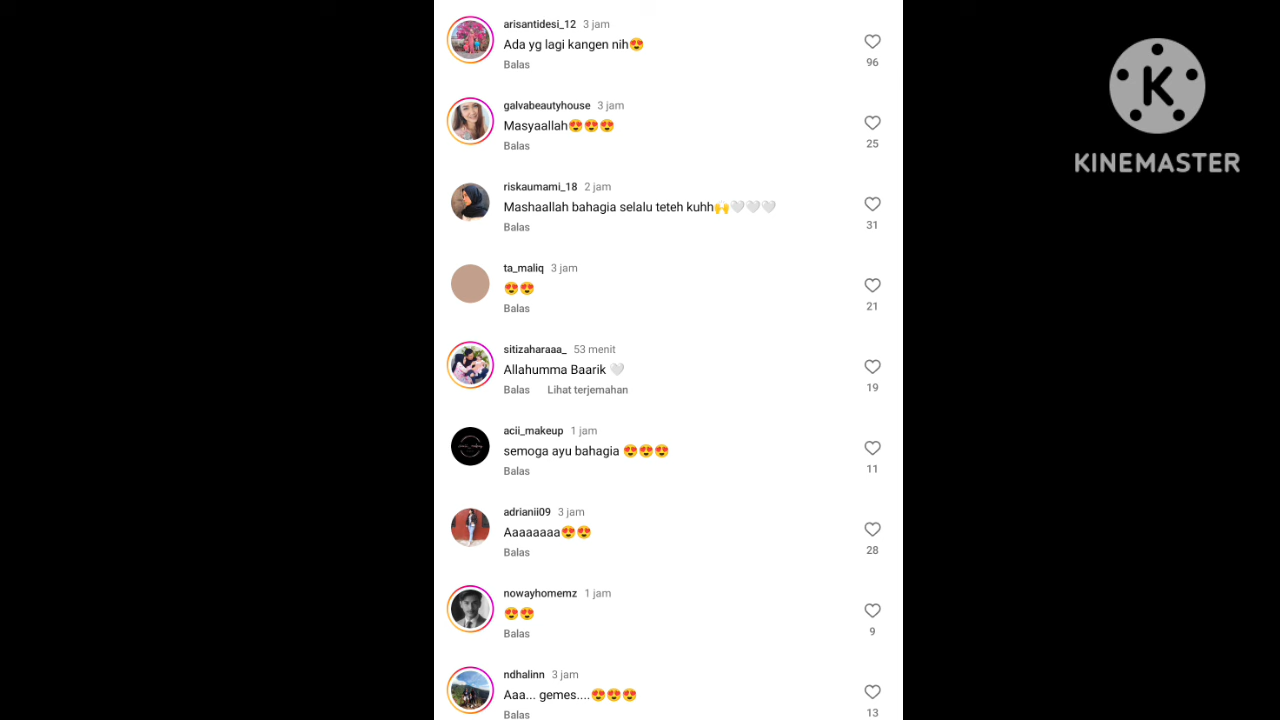 arisantidesi_12 3 jam
Ada yg lagi kangen nih😍
Balas
96
galvabeautyhouse 3 jam
Masyaallah😍😍😍
Balas
25
riskaumami_18 2 jam
Mashaallah bahagia selalu teteh kuhh🙌🤍🤍🤍
Balas
31
ta_maliq 3 jam
😍😍
Balas
21
sitizaharaaa_ 53 menit
Allahumma Baarik 🤍
Balas Lihat terjemahan
19
acii_makeup 1 jam
semoga ayu bahagia 😍😍😍
Balas
11
adrianii09 3 jam
Aaaaaaaa😍😍
Balas
28
nowayhomemz 1 jam
😍😍
Balas
9
ndhalinn 3 jam
Aaa... gemes....😍😍😍
Balas
13
K
KINEMASTER